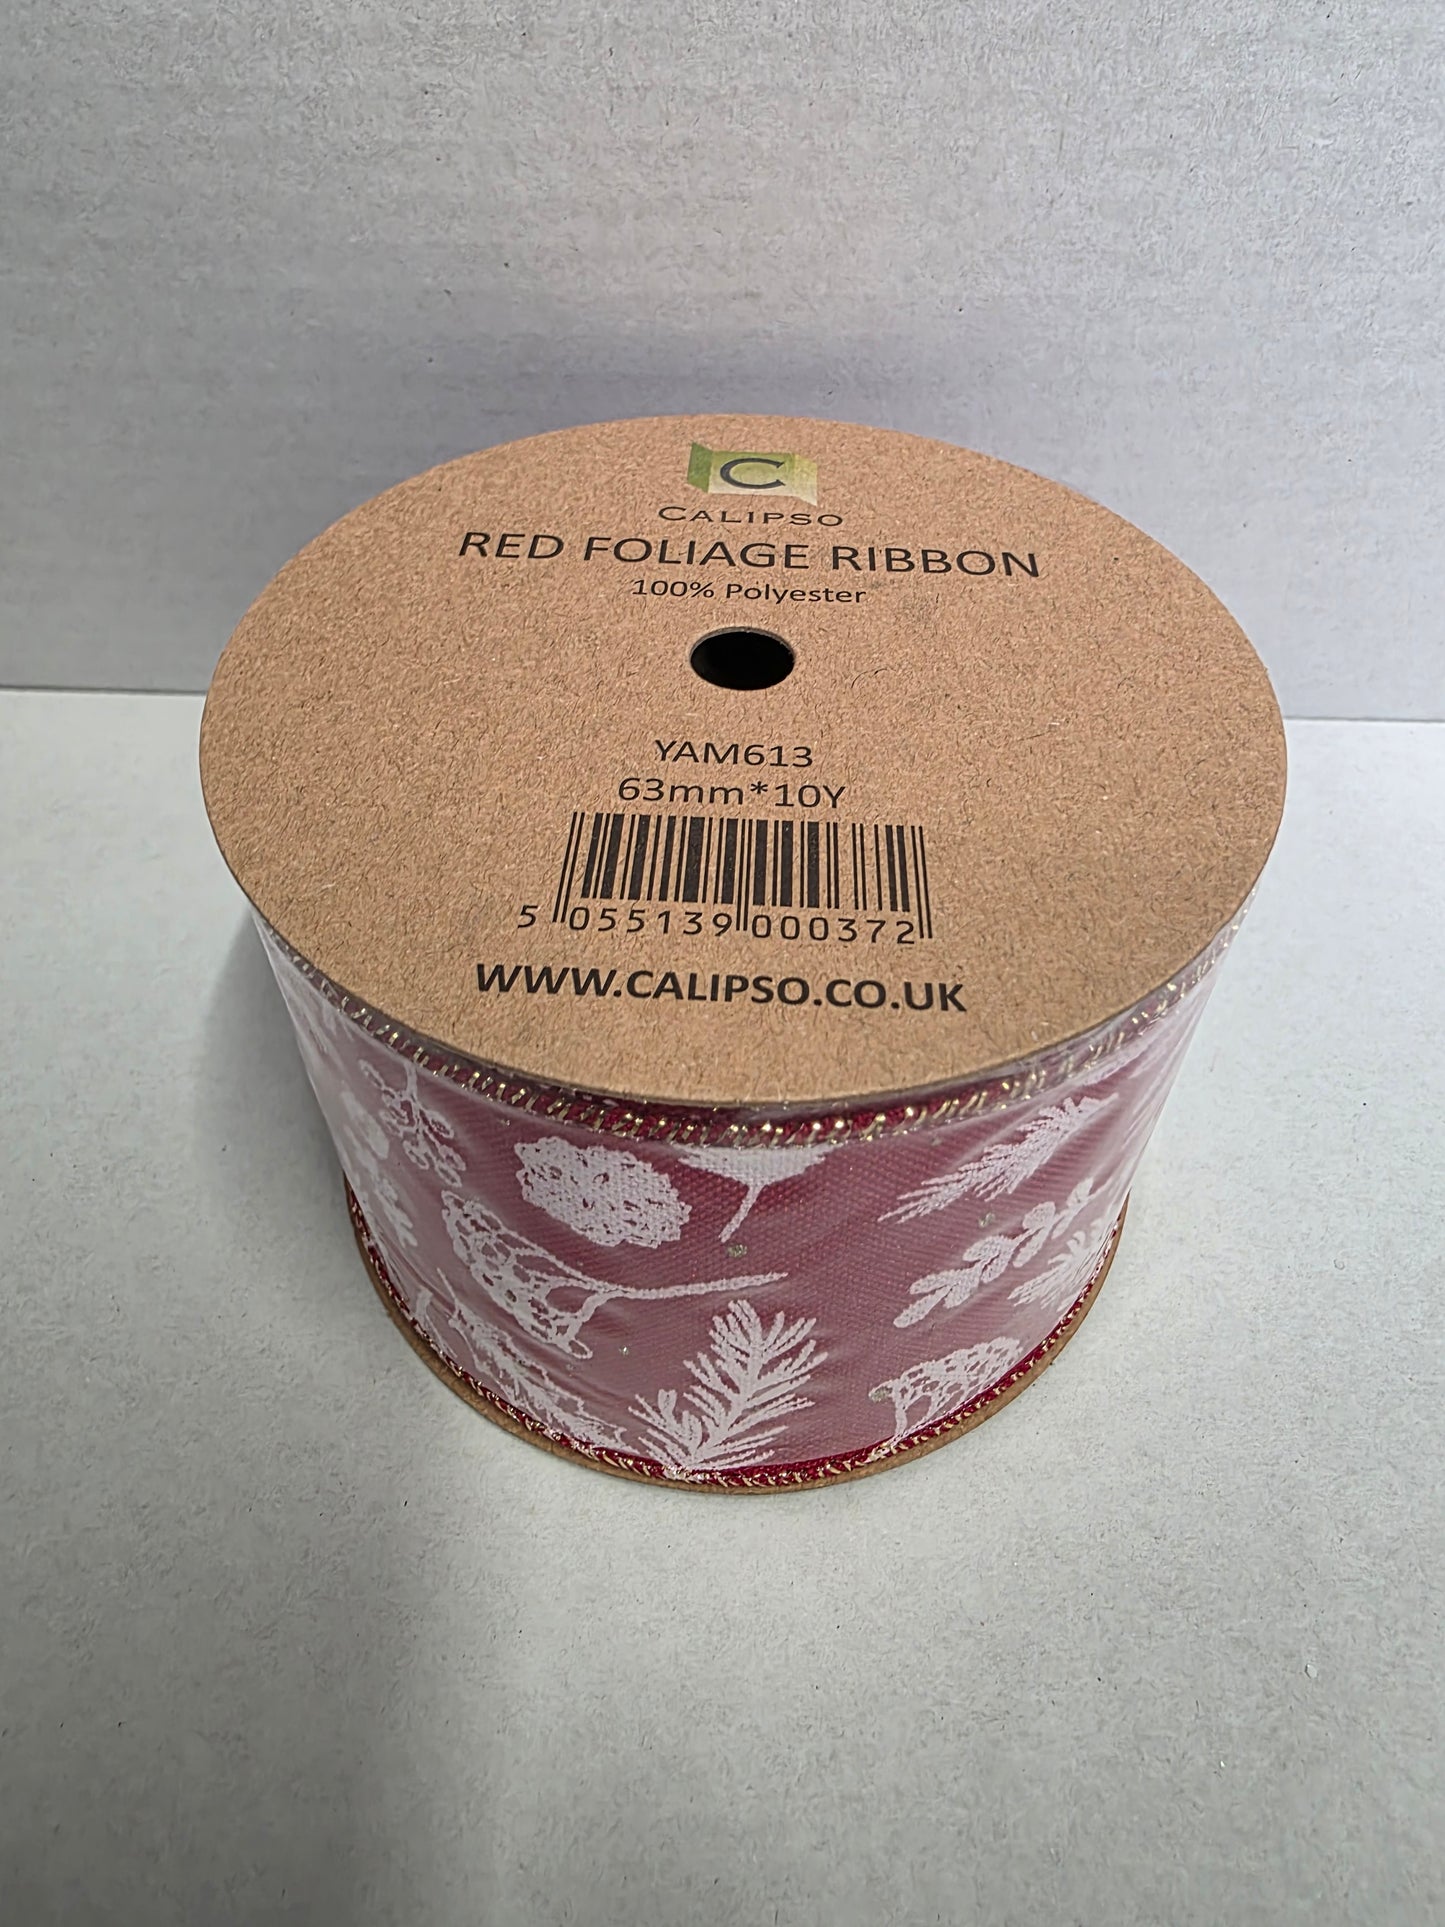 C
CALIPSO
RED FOLIAGE RIBBON
100% Polyester
YAM613
63mm*10Y
5 055139 000372
WWW.CALIPSO.CO.UK